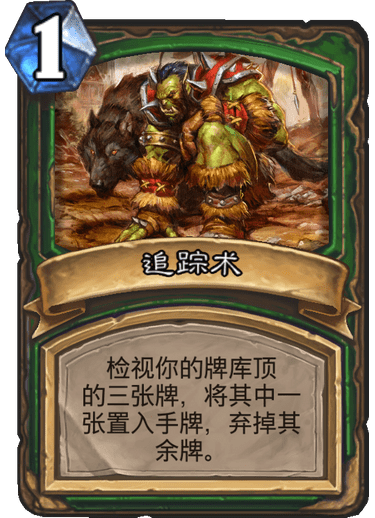 1
追踪术
检视你的牌库顶
的三张牌，将其中一
张置入手牌，弃掉其
余牌。